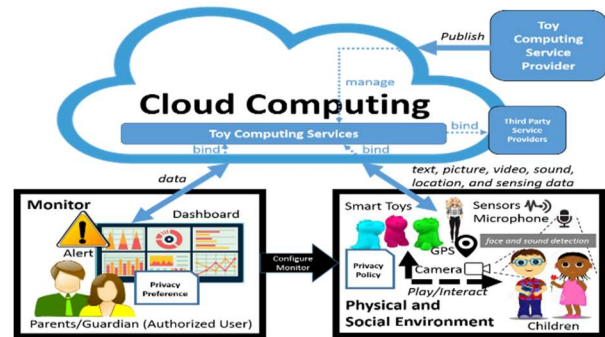 Publish
Toy
Computing
Service
Provider
manage
Cloud Computing
Toy Computing Services
bind
Third Party
Service
Providers
bind
bind
data
text, picture, video, sound,
location, and sensing data
Monitor
Dashboard
Alert
Privacy
Preference
Parents/Guardian (Authorized User)
Configure
Monitor
Smart Toys
Sensors
Microphone
GPS
face and sound detection
Camera
Privacy
Policy
Play/Interact
Physical and
Social Environment
Children